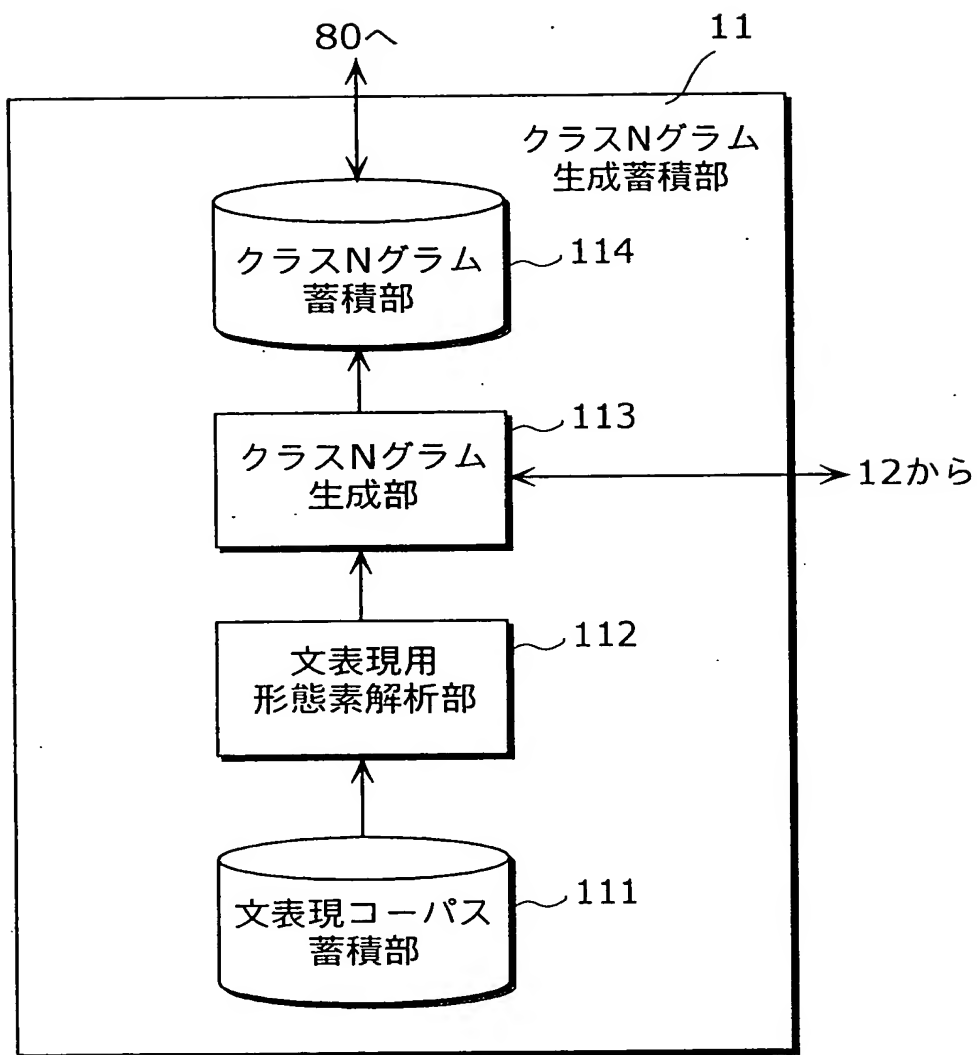 80へ
11
クラスNグラム
生成蓄積部
クラスNグラム
蓄積部
114
クラスNグラム
生成部
113
12から
文表現用
形態素解析部
112
文表現コーパス
蓄積部
111